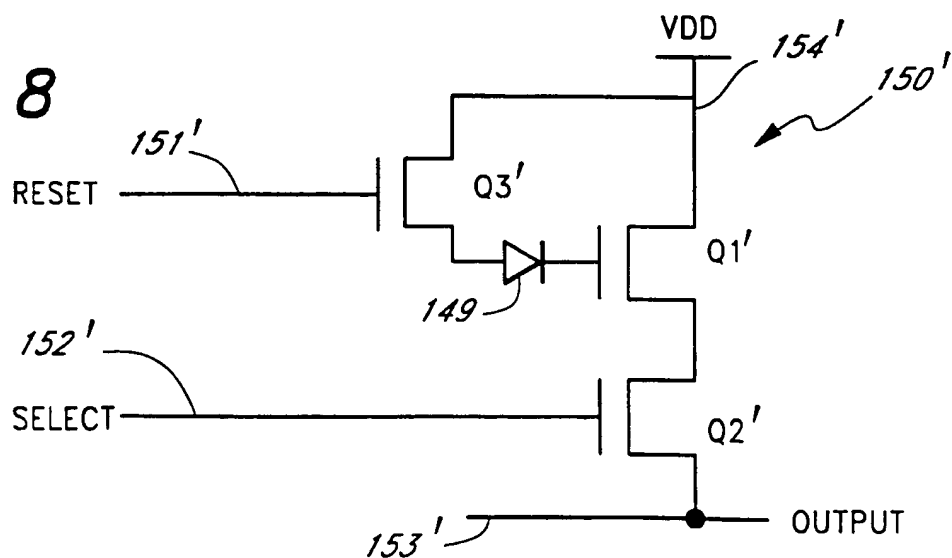 VDD
154'
150'
8
151'
RESET
Q3'
Q1'
149
152'
SELECT
Q2'
153'
OUTPUT